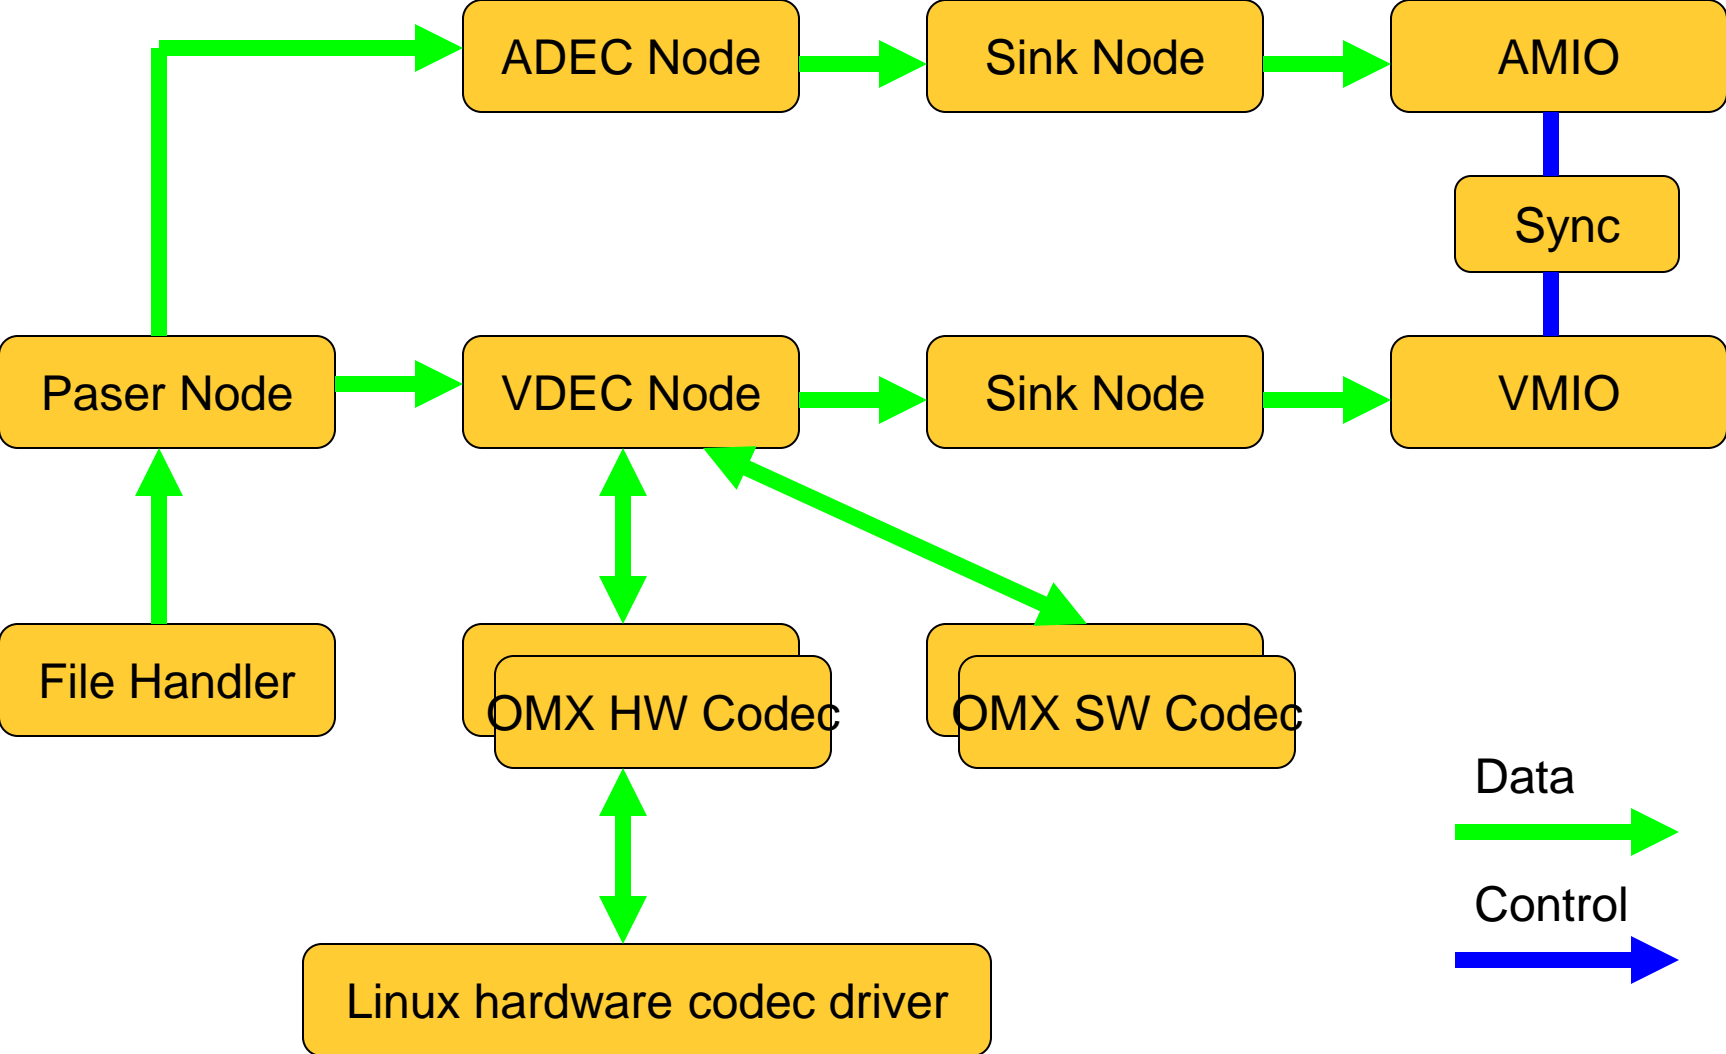 ADEC Node
Sink Node
AMIO
Sync
Paser Node
VDEC Node
Sink Node
VMIO
File Handler
OMX HW Codec
OMX SW Codec
Data
Control
Linux hardware codec driver